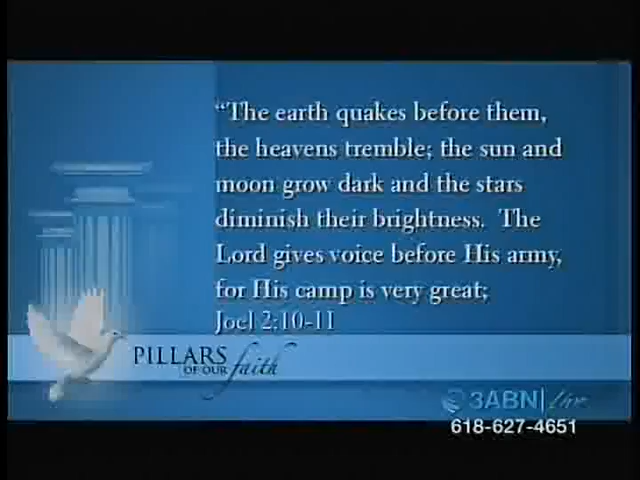 “The earth quakes before them,
the heavens tremble; the sun and
moon grow dark and the stars
diminish their brightness.  The
Lord gives voice before His army,
for His camp is very great;
Joel 2:10-11
PILLARS
OF OUR faith
3ABN|Live
618-627-4651